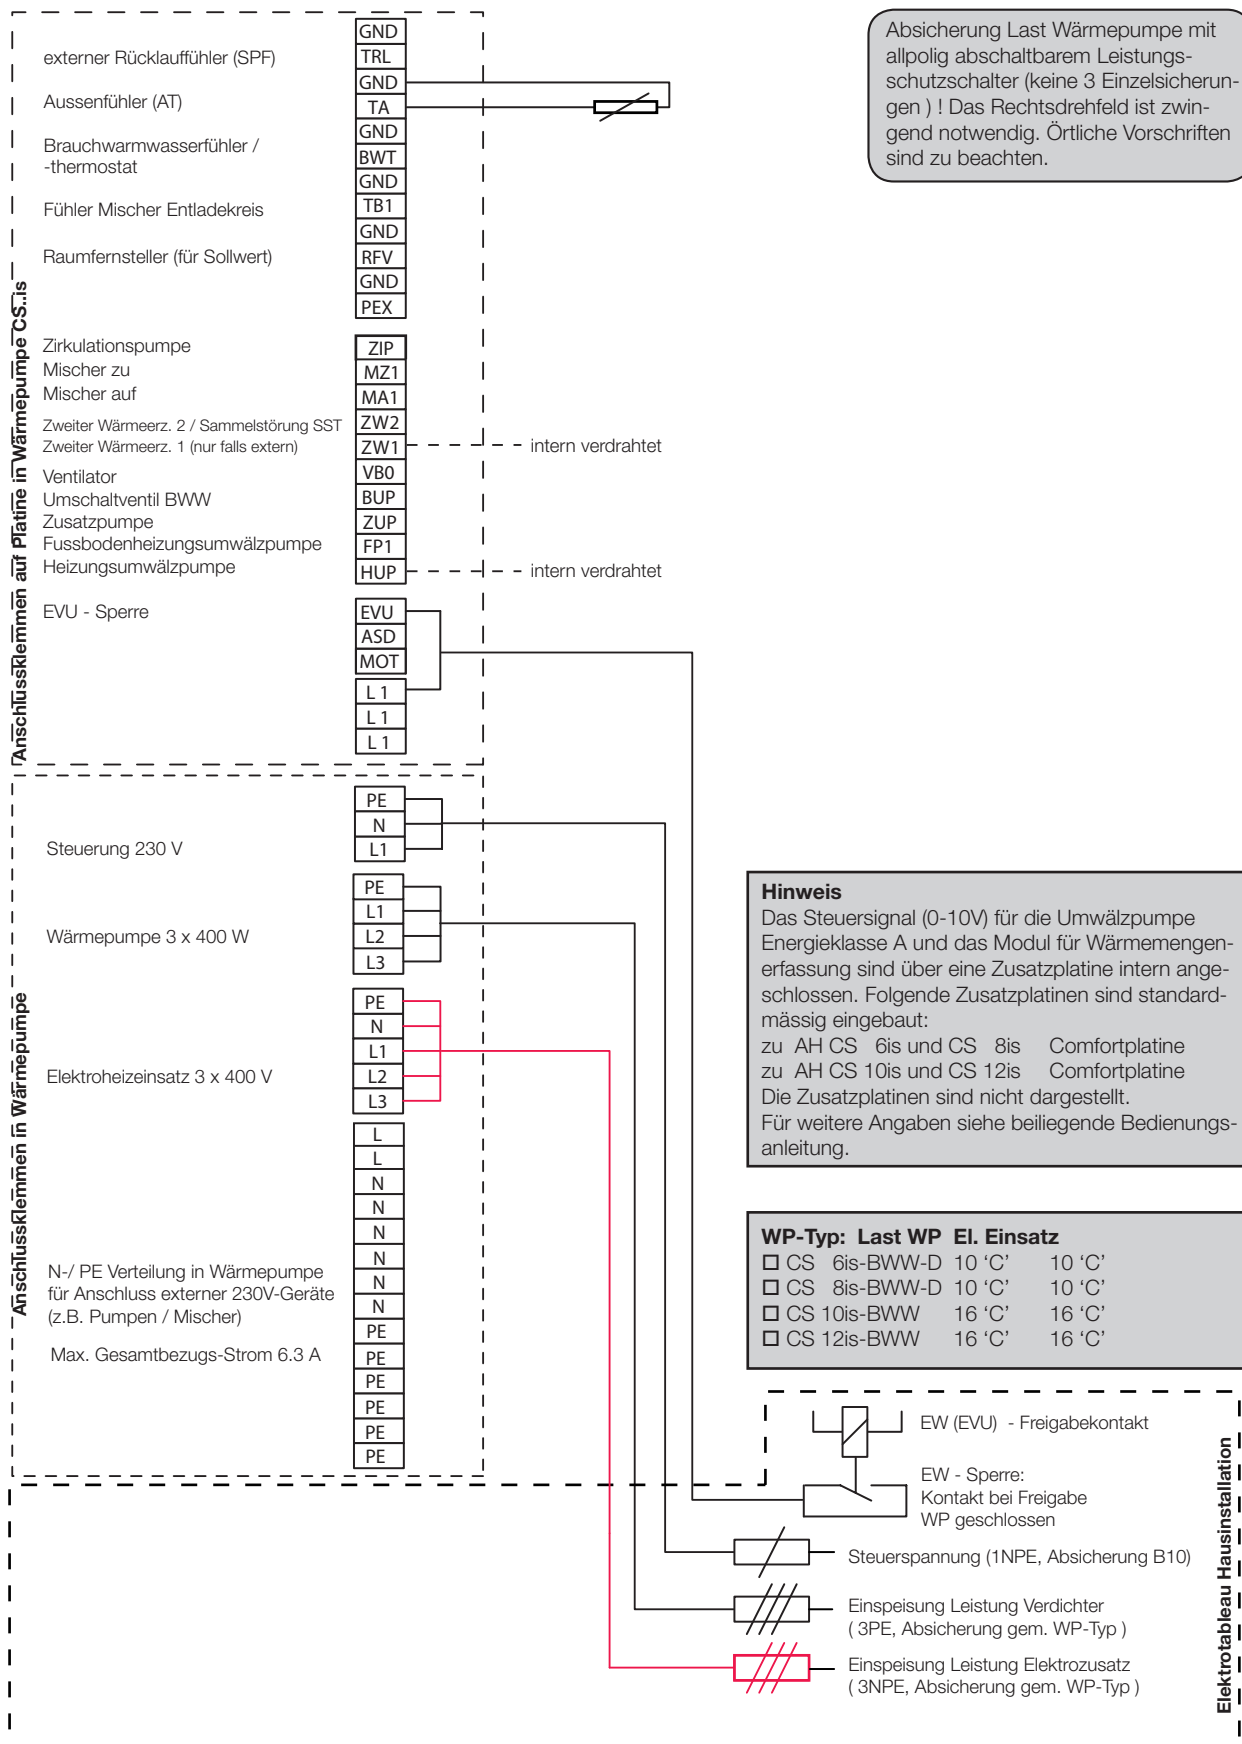 GND
externer Rücklauffühler (SPF)
TRL
GND
Aussenfühler (AT)
TA
GND
Brauchwarmwasserfühler /
-thermostat
BWT
GND
Fühler Mischer Entladekreis
TB1
GND
Raumfernsteller (für Sollwert)
RFV
GND
PEX
Absicherung Last Wärmepumpe mit
allpolig abschaltbarem Leistungs-
schutzschalter (keine 3 Einzelsicherun-
gen ) ! Das Rechtsdrehfeld ist zwin-
gend notwendig. Örtliche Vorschriften
sind zu beachten.
Anschlussklemmen auf Platine in Wärmepumpe CS..is
Zirkulationspumpe
ZIP
Mischer zu
MZ1
Mischer auf
MA1
Zweiter Wärmeerz. 2 / Sammelstörung SST
ZW2
Zweiter Wärmeerz. 1 (nur falls extern)
ZW1
intern verdrahtet
Ventilator
VB0
Umschaltventil BWW
BUP
Zusatzpumpe
ZUP
Fussbodenheizungsumwälzpumpe
FP1
Heizungsumwälzpumpe
HUP
intern verdrahtet
EVU - Sperre
EVU
ASD
MOT
L 1
L 1
L 1
Anschlussklemmen in Wärmepumpe
PE
N
Steuerung 230 V
L1
PE
L1
Wärmepumpe 3 x 400 W
L2
L3
PE
N
L1
Elektroheizeinsatz 3 x 400 V
L2
L3
L
L
N
N
N
N
N
N
PE
PE
PE
PE
PE
PE
N-/ PE Verteilung in Wärmepumpe
für Anschluss externer 230V-Geräte
(z.B. Pumpen / Mischer)
Max. Gesamtbezugs-Strom 6.3 A
Hinweis
Das Steuersignal (0-10V) für die Umwälzpumpe
Energieklasse A und das Modul für Wärmemengen-
erfassung sind über eine Zusatzplatine intern ange-
schlossen. Folgende Zusatzplatinen sind standard-
mässig eingebaut:
zu AH CS 6is und CS 8is Comfortplatine
zu AH CS 10is und CS 12is Comfortplatine
Die Zusatzplatinen sind nicht dargestellt.
Für weitere Angaben siehe beiliegende Bedienungs-
anleitung.
WP-Typ: Last WP El. Einsatz
☐ CS 6is-BWW-D 10 ‘C’ 10 ‘C’
☐ CS 8is-BWW-D 10 ‘C’ 10 ‘C’
☐ CS 10is-BWW 16 ‘C’ 16 ‘C’
☐ CS 12is-BWW 16 ‘C’ 16 ‘C’
EW (EVU) - Freigabekontakt
EW - Sperre:
Kontakt bei Freigabe
WP geschlossen
Steuerspannung (1NPE, Absicherung B10)
Einspeisung Leistung Verdichter
( 3PE, Absicherung gem. WP-Typ )
Einspeisung Leistung Elektrozusatz
( 3NPE, Absicherung gem. WP-Typ )
Elektrotableau Hausinstallation